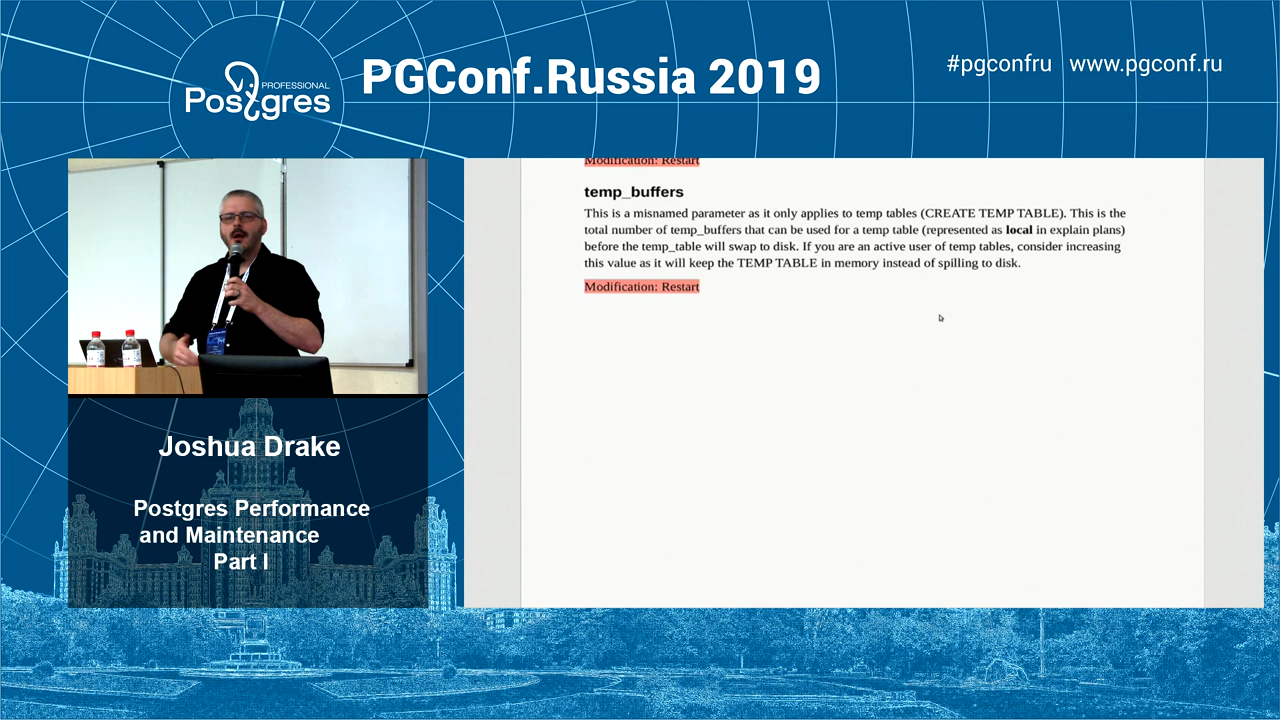 PROFESSIONAL
Postgres
PGConf.Russia 2019
#pgconfru www.pgconf.ru
Modification: Restart
temp_buffers
This is a misnamed parameter as it only applies to temp tables (CREATE TEMP TABLE). This is the
total number of temp_buffers that can be used for a temp table (represented as local in explain plans)
before the temp_table will swap to disk. If you are an active user of temp tables, consider increasing
this value as it will keep the TEMP TABLE in memory instead of spilling to disk.
Modification: Restart
Joshua Drake
Postgres Performance
and Maintenance
Part I